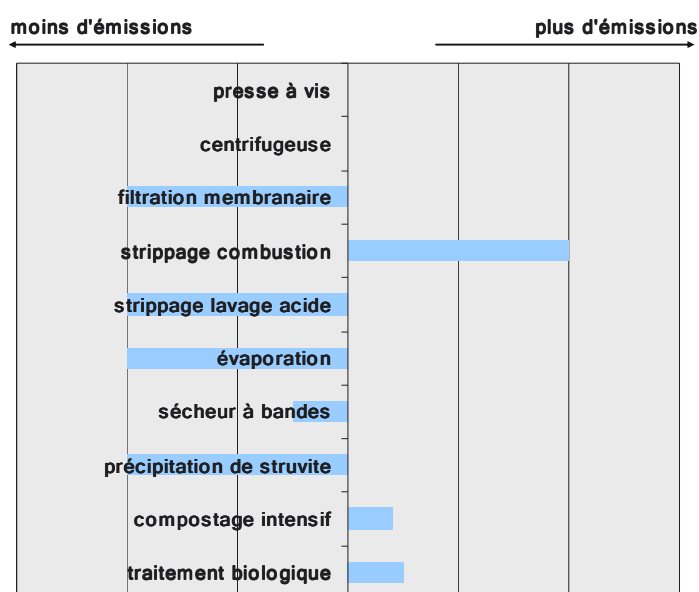 moins d'émissions
plus d'émissions
presse à vis
centrifugeuse
filtration membranaire
strippage combustion
strippage lavage acide
évaporation
sécheur à bandes
précipitation de struvite
compostage intensif
traitement biologique